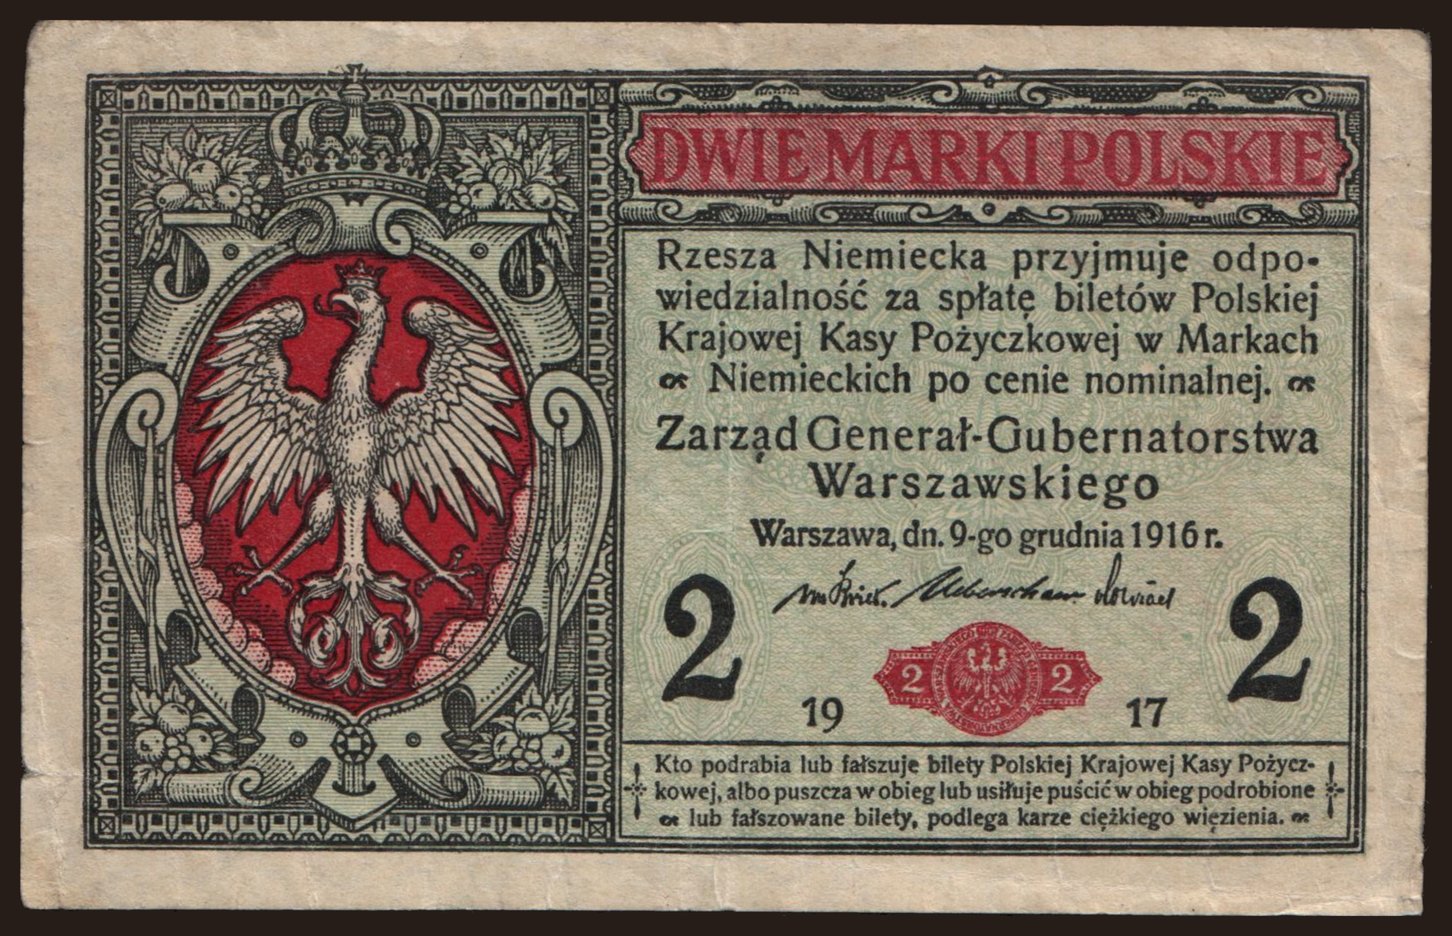 DWIE MARKI POLSKIE
Rzesza Niemiecka przyjmuje odpo-
wiedzialność za spłatę biletów Polskiej
Krajowej Kasy Pożyczkowej w Markach
Niemieckich po cenie nominalnej.
Zarząd Generał-Gubernatorstwa
Warszawskiego
Warszawa, dn. 9-go grudnia 1916 r.
2 2
2 2
19 17
Kto podrabia lub fałszuje bilety Polskiej Krajowej Kasy Pożycz-
kowej, albo puszcza w obieg lub usiłuje puścić w obieg podrobione
lub fałszowane bilety, podlega karze ciężkiego więzienia.